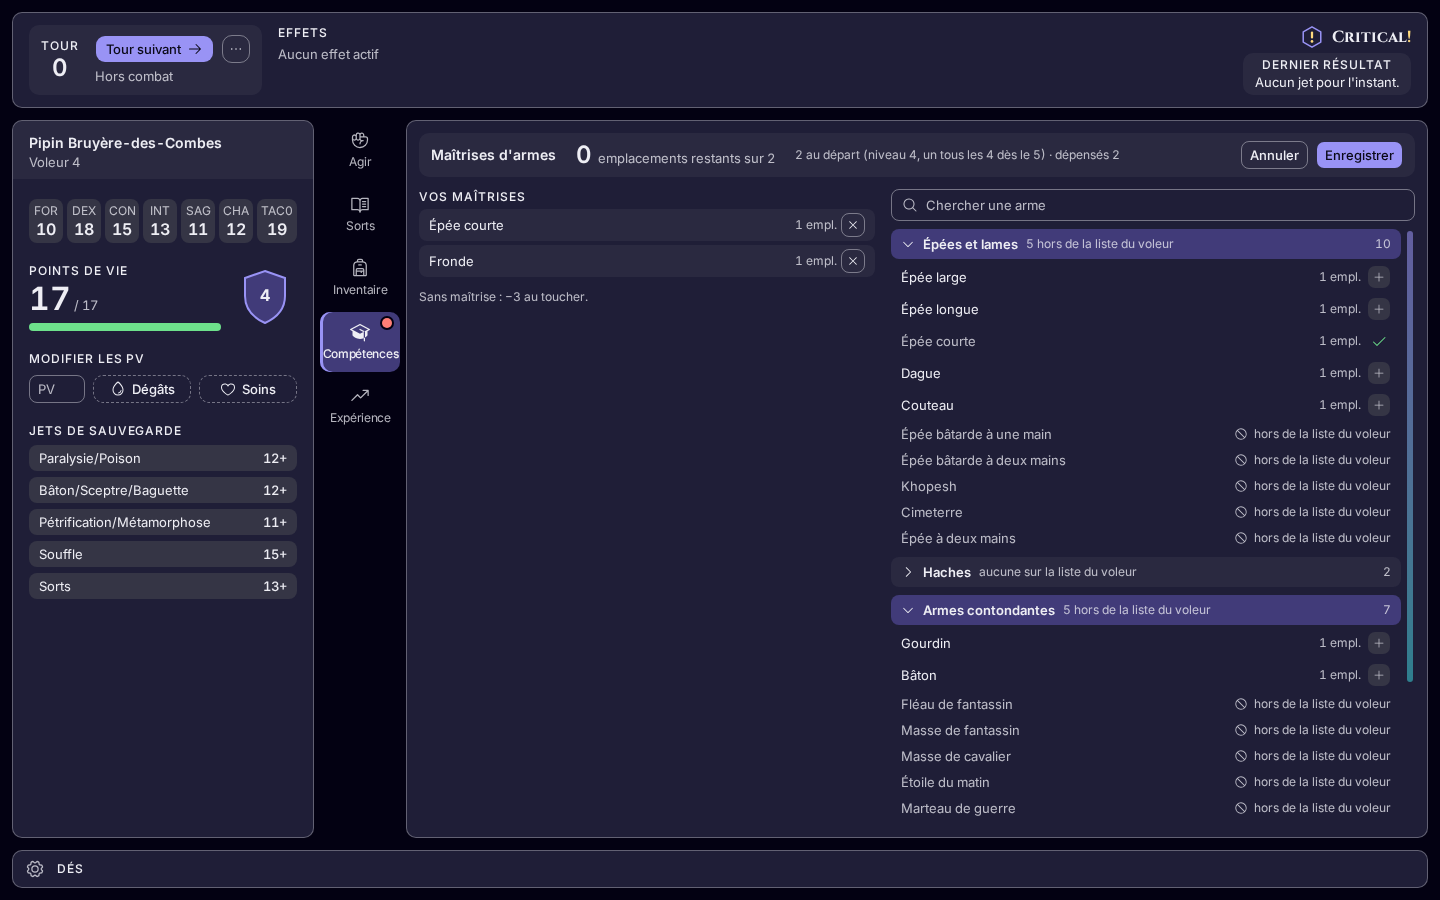 TOUR
0
Tour suivant
Hors combat
EFFETS
Aucun effet actif
CRITICAL!
DERNIER RÉSULTAT
Aucun jet pour l'instant.
Pipin Bruyère-des-Combes
Voleur 4
FOR DEX CON INT SAG CHA TAC0
10 18 15 13 11 12 19
POINTS DE VIE
17 / 17
4
MODIFIER LES PV
PV Dégâts Soins
JETS DE SAUVEGARDE
Paralysie/Poison 12+
Bâton/Sceptre/Baguette 12+
Pétrification/Métamorphose 11+
Souffle 15+
Sorts 13+
Agir
Sorts
Inventaire
Compétences
Expérience
Maîtrises d'armes 0 emplacements restants sur 2 2 au départ (niveau 4, un tous les 4 dès le 5) · dépensés 2 Annuler Enregistrer
VOS MAÎTRISES
Épée courte 1 empl.
Fronde 1 empl.
Sans maîtrise : −3 au toucher.
Chercher une arme
Épées et lames 5 hors de la liste du voleur 10
Épée large 1 empl.
Épée longue 1 empl.
Épée courte 1 empl.
Dague 1 empl.
Couteau 1 empl.
Épée bâtarde à une main hors de la liste du voleur
Épée bâtarde à deux mains hors de la liste du voleur
Khopesh hors de la liste du voleur
Cimeterre hors de la liste du voleur
Épée à deux mains hors de la liste du voleur
Haches aucune sur la liste du voleur 2
Armes contondantes 5 hors de la liste du voleur 7
Gourdin 1 empl.
Bâton 1 empl.
Fléau de fantassin hors de la liste du voleur
Masse de fantassin hors de la liste du voleur
Masse de cavalier hors de la liste du voleur
Étoile du matin hors de la liste du voleur
Marteau de guerre hors de la liste du voleur
DÉS